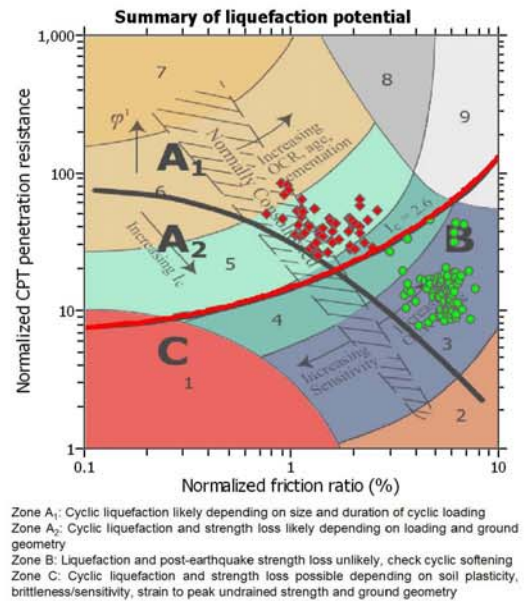 Summary of liquefaction potential
1,000
100
10
1
0.1
1
10
Normalized CPT penetration resistance
Normalized friction ratio (%)
7
8
9
φ'
A1
Increasing
OCR, age,
cementation
Normally Consolidated
6
A2
Increasing Ic
5
Ic = 2.6
B
4
C
3
1
Increasing
Sensitivity
2
Zone A1: Cyclic liquefaction likely depending on size and duration of cyclic loading
Zone A2: Cyclic liquefaction and strength loss likely depending on loading and ground
geometry
Zone B: Liquefaction and post-earthquake strength loss unlikely, check cyclic softening
Zone C: Cyclic liquefaction and strength loss possible depending on soil plasticity,
brittleness/sensitivity, strain to peak undrained strength and ground geometry